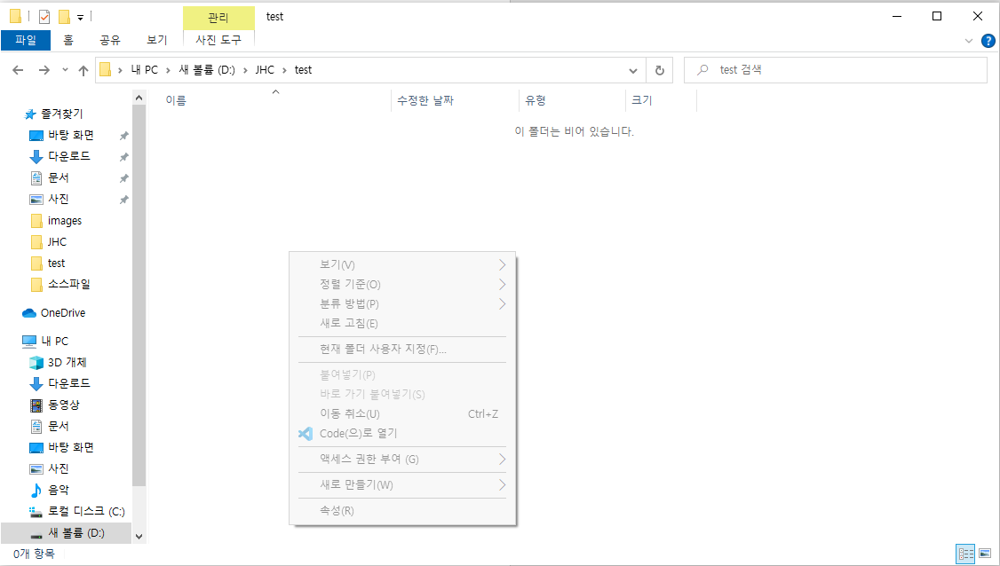 관리
test
파일
홈
공유
보기
사진 도구
내 PC
새 볼륨 (D:)
JHC
test
test 검색
이름
수정한 날짜
유형
크기
이 폴더는 비어 있습니다.
즐겨찾기
바탕 화면
다운로드
문서
사진
images
JHC
test
소스파일
OneDrive
내 PC
3D 개체
다운로드
동영상
문서
바탕 화면
사진
음악
로컬 디스크 (C:)
새 볼륨 (D:)
보기(V)
정렬 기준(O)
분류 방법(P)
새로 고침(E)
현재 폴더 사용자 지정(F)...
붙여넣기(P)
바로 가기 붙여넣기(S)
이동 취소(U) Ctrl+Z
Code(으)로 열기
액세스 권한 부여 (G)
새로 만들기(W)
속성(R)
0개 항목